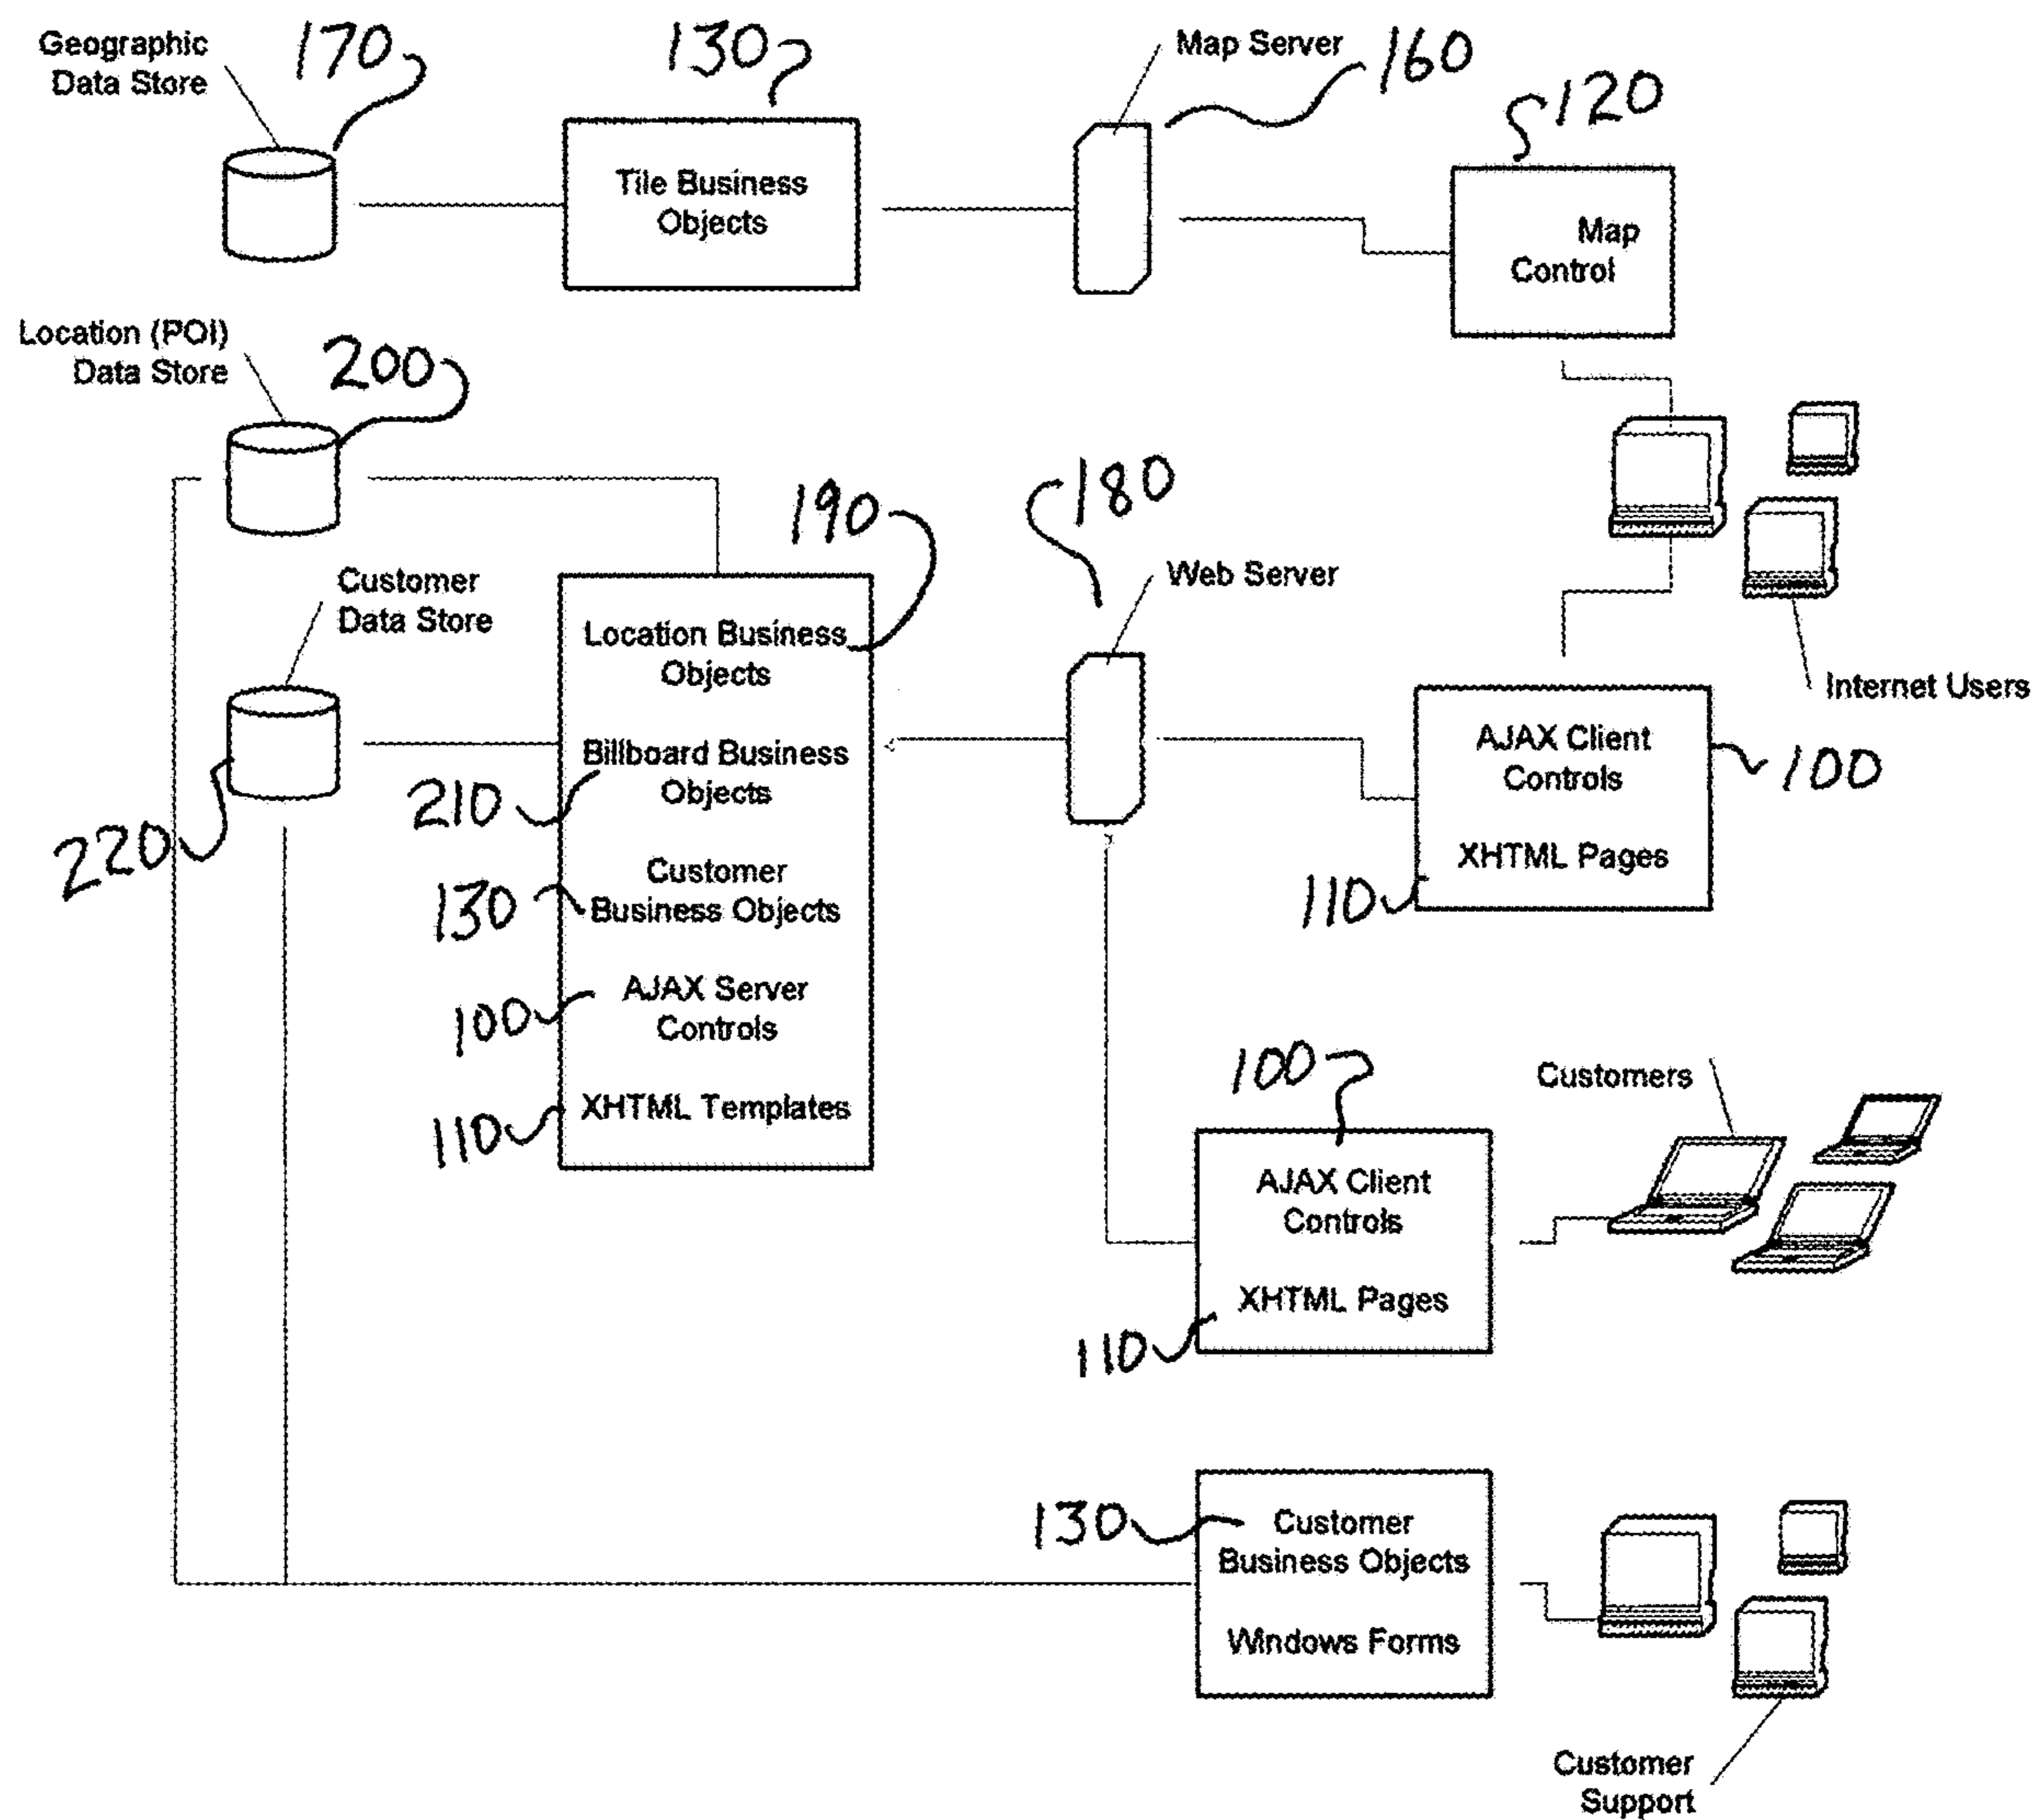 Geographic
Data Store
170
130
Map Server
160
120
Tile Business
Objects
Map
Control
Location (POI)
Data Store
200
190
180
Customer
Data Store
Web Server
Location Business
Objects
Internet Users
Billboard Business
Objects
210
220
AJAX Client
Controls
100
XHTML Pages
110
Customer
Business Objects
130
AJAX Server
Controls
100
XHTML Templates
110
100
Customers
AJAX Client
Controls
XHTML Pages
110
130
Customer
Business Objects
Windows Forms
Customer
Support